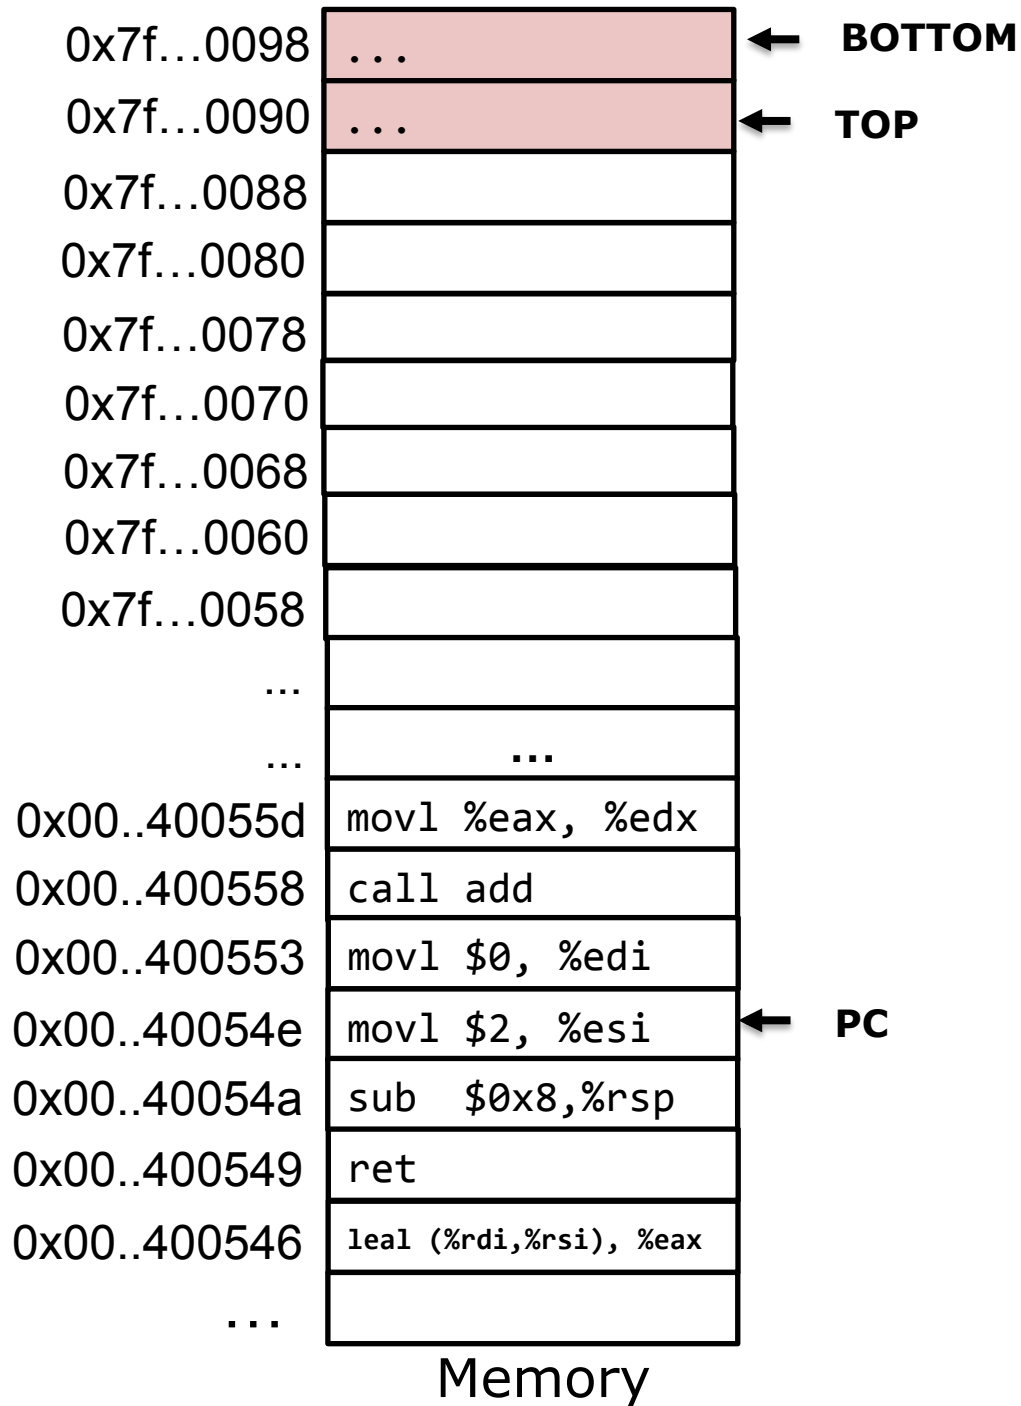 0x7f…0098 ... BOTTOM
0x7f…0090 ... TOP
0x7f…0088
0x7f…0080
0x7f…0078
0x7f…0070
0x7f…0068
0x7f…0060
0x7f…0058
...
... ...
0x00..40055d movl %eax, %edx
0x00..400558 call add
0x00..400553 movl $0, %edi
0x00..40054e movl $2, %esi PC
0x00..40054a sub $0x8,%rsp
0x00..400549 ret
0x00..400546 leal (%rdi,%rsi), %eax
...
Memory